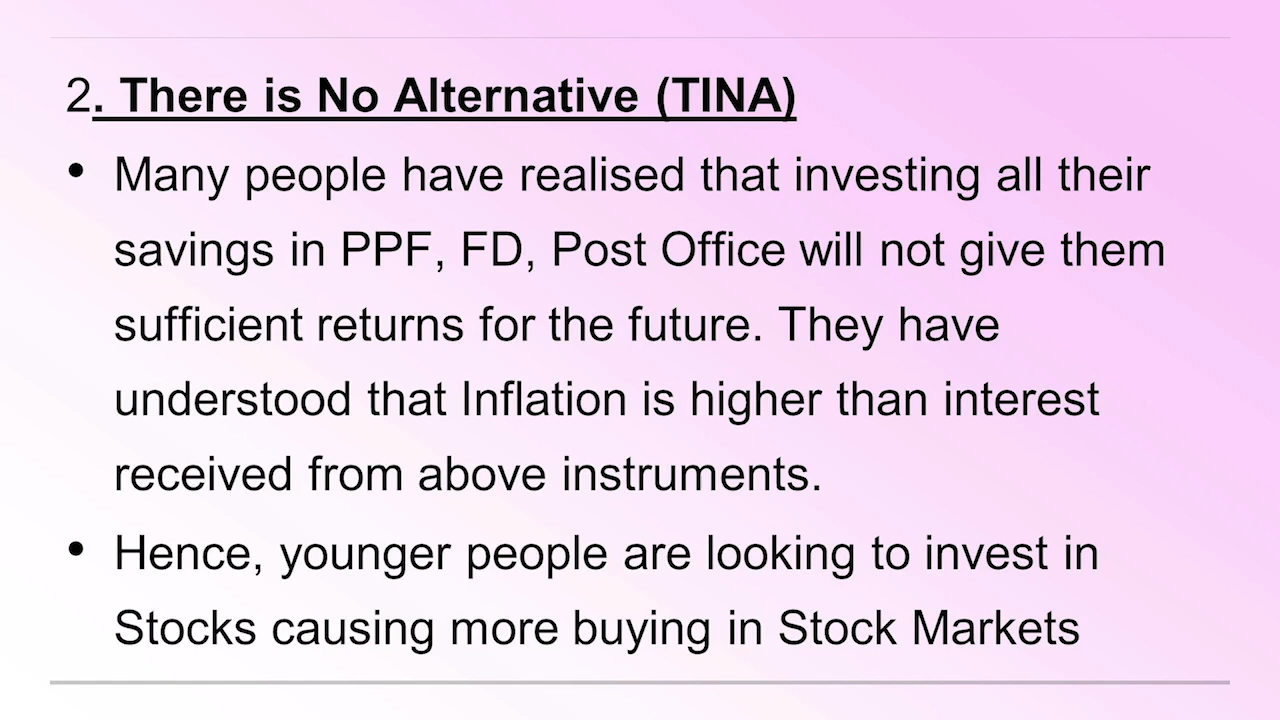 2. There is No Alternative (TINA)
• Many people have realised that investing all their
savings in PPF, FD, Post Office will not give them
sufficient returns for the future. They have
understood that Inflation is higher than interest
received from above instruments.
• Hence, younger people are looking to invest in
Stocks causing more buying in Stock Markets